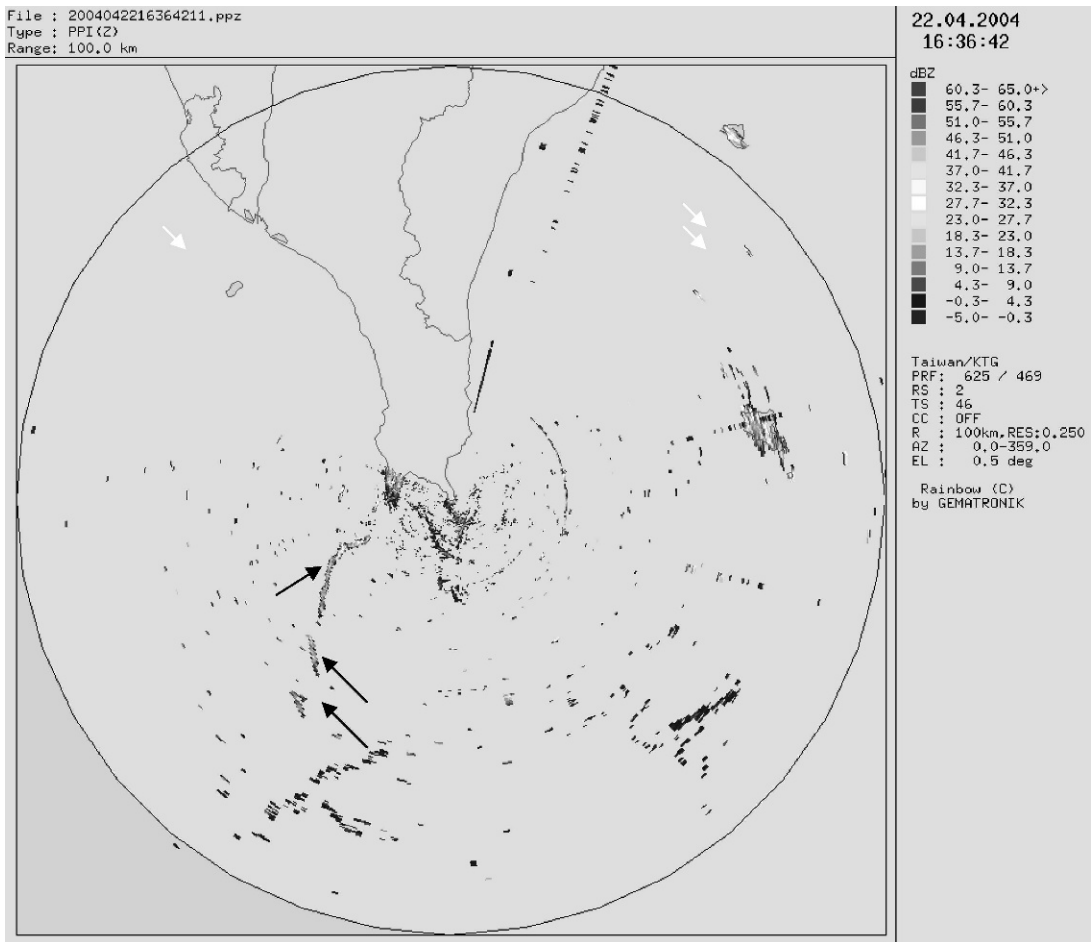 File : 2004042216364211.ppz
Type : PPI(Z)
Range: 100.0 km
22.04.2004
16:36:42
dBZ
60.3- 65.0+>
55.7- 60.3
51.0- 55.7
46.3- 51.0
41.7- 46.3
37.0- 41.7
32.3- 37.0
27.7- 32.3
23.0- 27.7
18.3- 23.0
13.7- 18.3
9.0- 13.7
4.3- 9.0
-0.3- 4.3
-5.0- -0.3
Taiwan/KTG
PRF: 625 / 469
RS : 2
TS : 46
CC : OFF
R : 100km,RES:0.250
AZ : 0.0-359.0
EL : 0.5 deg
Rainbow (C)
by GEMATRONIK